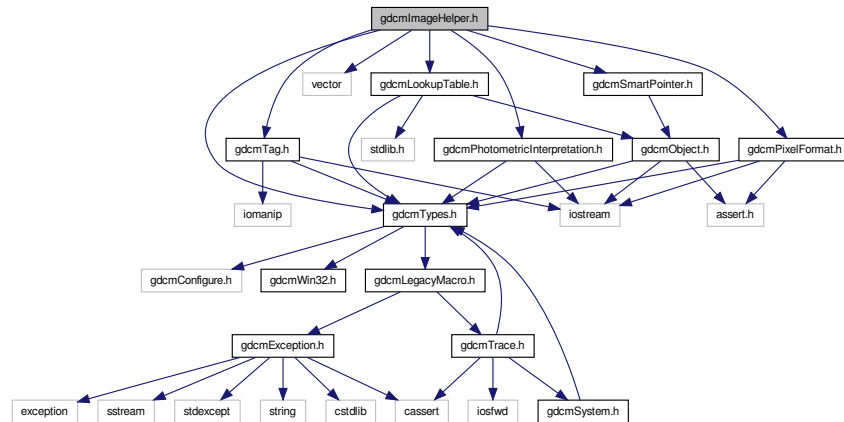 gdcmImageHelper.h
vector
gdcmLookupTable.h
gdcmSmartPointer.h
gdcmTag.h
stdlib.h
gdcmPhotometricInterpretation.h
gdcmObject.h
gdcmPixelFormat.h
iomanip
gdcmTypes.h
iostream
assert.h
gdcmConfigure.h
gdcmWin32.h
gdcmLegacyMacro.h
gdcmException.h
gdcmTrace.h
exception
sstream
stdexcept
string
cstdlib
cassert
iosfwd
gdcmSystem.h